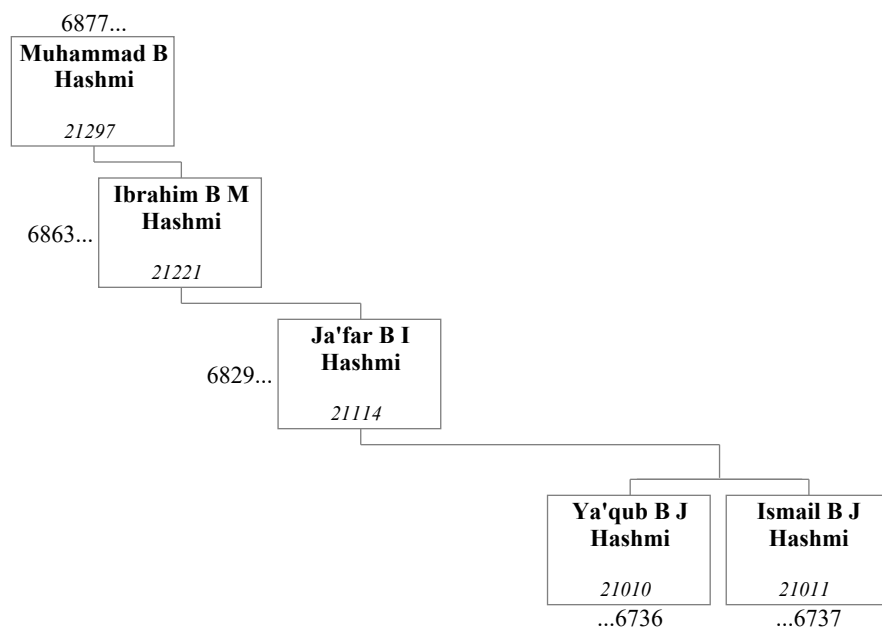 6877...
Muhammad B
Hashmi
21297
Ibrahim B M
Hashmi
6863...
21221
Ja'far B I
Hashmi
6829...
21114
Ya'qub B J
Hashmi
21010
...6736
Ismail B J
Hashmi
21011
...6737